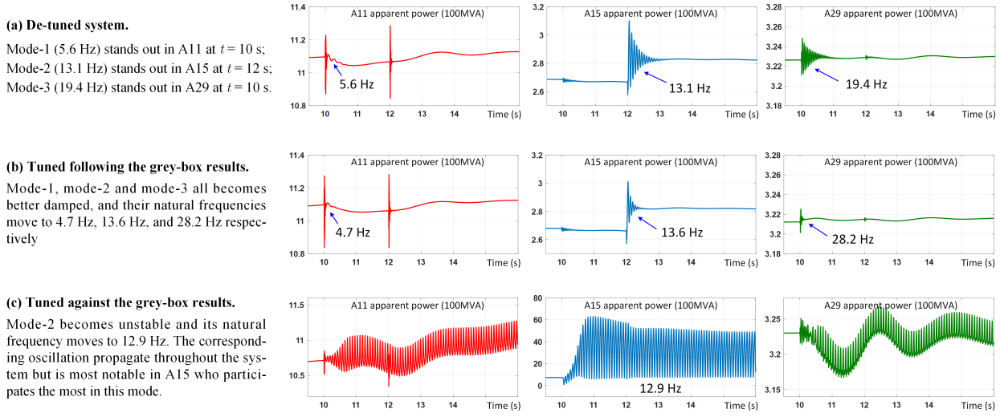 (a) De-tuned system.
Mode-1 (5.6 Hz) stands out in A11 at t = 10 s;
Mode-2 (13.1 Hz) stands out in A15 at t = 12 s;
Mode-3 (19.4 Hz) stands out in A29 at t = 10 s.
A11 apparent power (100MVA)
11.4
11.2
11
10.8
5.6 Hz
10 11 12 13 14 Time (s)
A15 apparent power (100MVA)
3.2
3
2.8
2.6
13.1 Hz
10 11 12 13 14 Time (s)
A29 apparent power (100MVA)
3.28
3.26
3.24
3.22
3.2
3.18
19.4 Hz
10 11 12 13 14 Time (s)
(b) Tuned following the grey-box results.
Mode-1, mode-2 and mode-3 all becomes
better damped, and their natural frequencies
move to 4.7 Hz, 13.6 Hz, and 28.2 Hz respec-
tively
A11 apparent power (100MVA)
11.4
11.2
11
10.8
4.7 Hz
10 11 12 13 14 Time (s)
A15 apparent power (100MVA)
3.2
3
2.8
2.6
2.5
13.6 Hz
10 11 12 13 14 Time (s)
A29 apparent power (100MVA)
3.28
3.26
3.24
3.22
3.2
3.18
28.2 Hz
10 11 12 13 14 Time (s)
(c) Tuned against the grey-box results.
Mode-2 becomes unstable and its natural
frequency moves to 12.9 Hz. The correspond-
ing oscillation propagate throughout the sys-
tem but is most notable in A15 who partici-
pates the most in this mode.
A11 apparent power (100MVA)
11.5
11
10.5
10 11 12 13 14 Time (s)
A15 apparent power (100MVA)
80
60
40
20
0
12.9 Hz
10 11 12 13 14 Time (s)
A29 apparent power (100MVA)
3.25
3.2
3.15
10 11 12 13 14 Time (s)